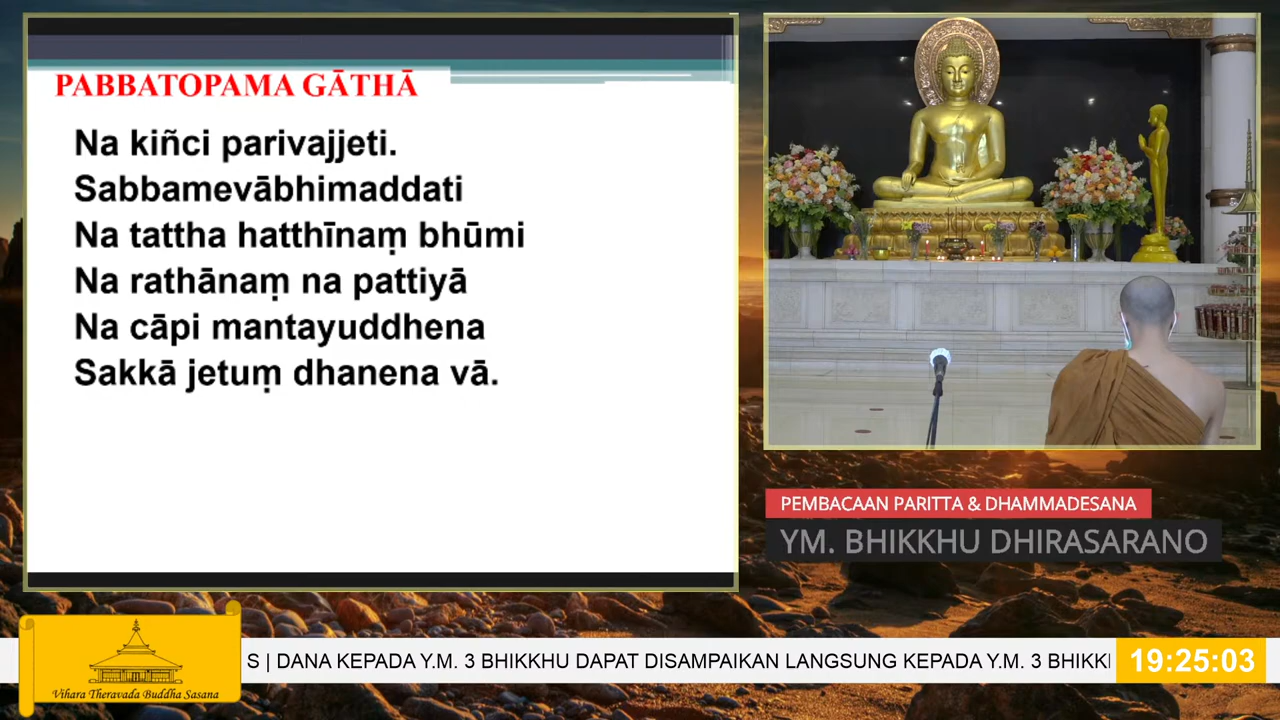 PABBATOPAMA GĀTHĀ
Na kiñci parivajjeti.
Sabbamevābhimaddati
Na tattha hatthīnaṃ bhūmi
Na rathānaṃ na pattiyā
Na cāpi mantayuddhena
Sakkā jetuṃ dhanena vā.
PEMBACAAN PARITTA & DHAMMADESANA
YM. BHIKKHU DHIRASARANO
Vihara Theravada Buddha Sasana
S | DANA KEPADA Y.M. 3 BHIKKHU DAPAT DISAMPAIKAN LANGSUNG KEPADA Y.M. 3 BHIKK
19:25:03